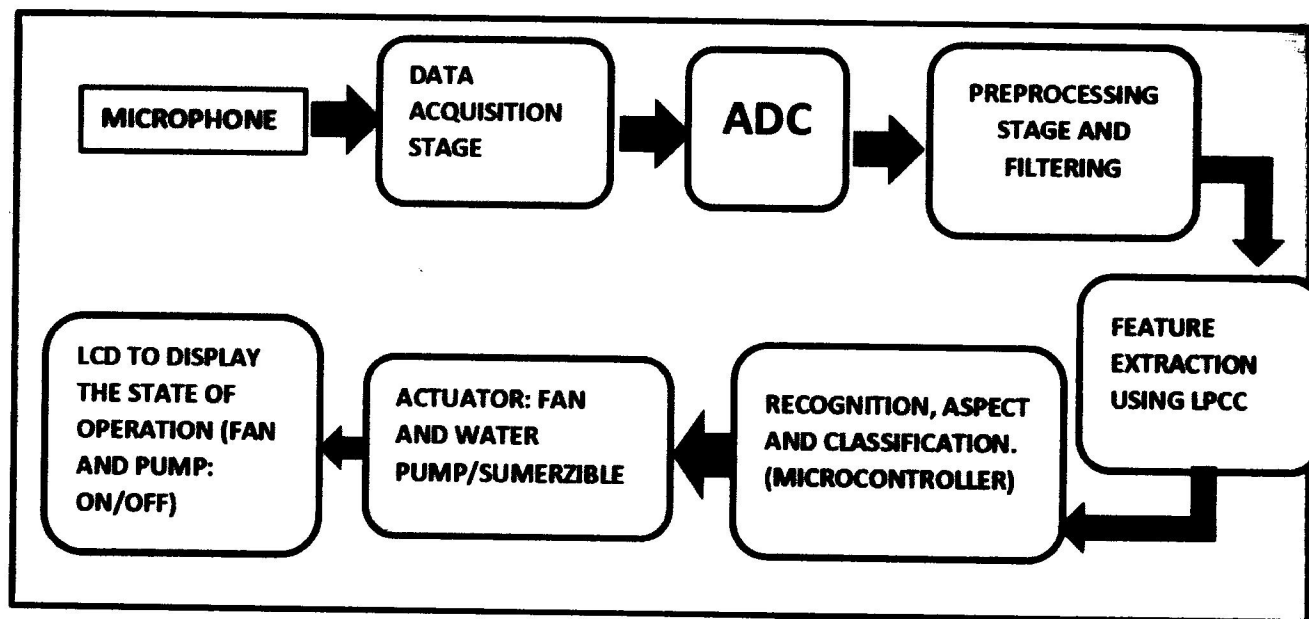 MICROPHONE
DATA
ACQUISITION
STAGE
ADC
PREPROCESSING
STAGE AND
FILTERING
FEATURE
EXTRACTION
USING LPCC
RECOGNITION, ASPECT
AND CLASSIFICATION.
(MICROCONTROLLER)
ACTUATOR: FAN
AND WATER
PUMP/SUMERZIBLE
LCD TO DISPLAY
THE STATE OF
OPERATION (FAN
AND PUMP:
ON/OFF)